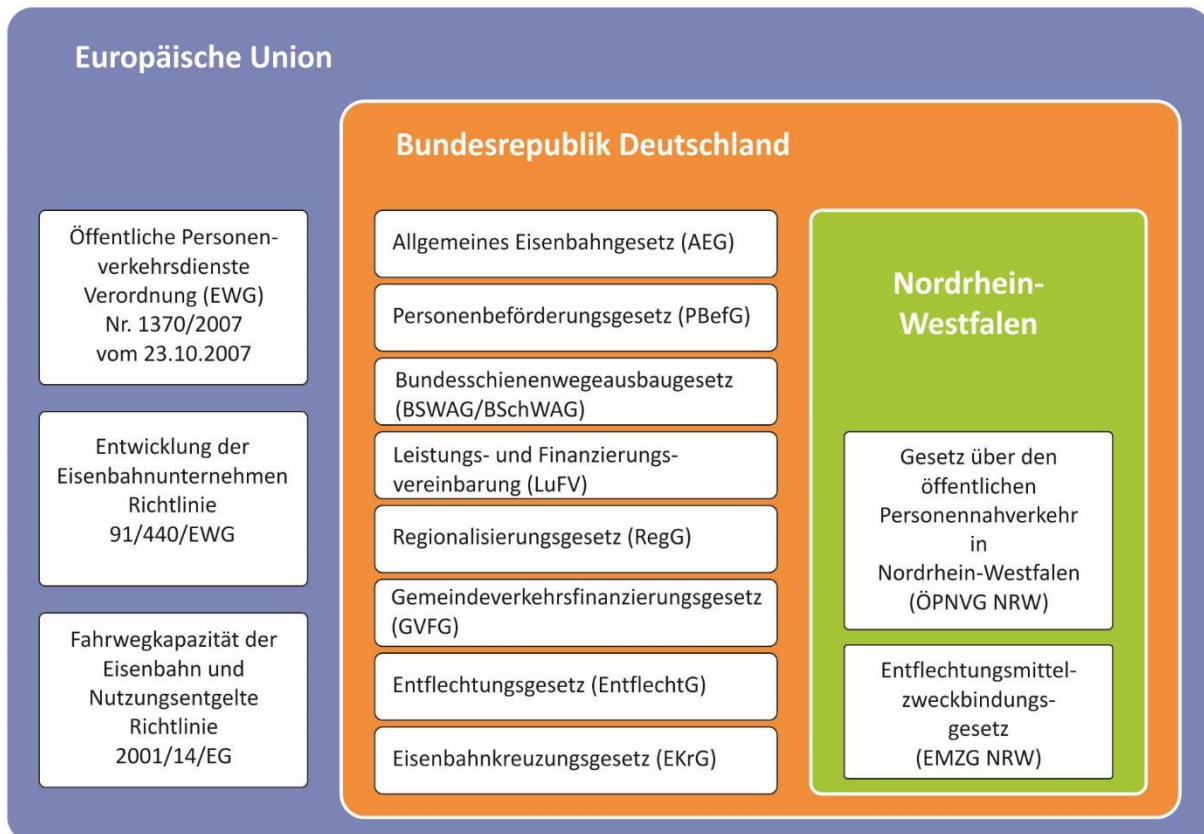 Europäische Union
Öffentliche Personen-
verkehrsdienste
Verordnung (EWG)
Nr. 1370/2007
vom 23.10.2007
Entwicklung der
Eisenbahnunternehmen
Richtlinie
91/440/EWG
Fahrwegkapazität der
Eisenbahn und
Nutzungsentgelte
Richtlinie
2001/14/EG
Bundesrepublik Deutschland
Allgemeines Eisenbahngesetz (AEG)
Personenbeförderungsgesetz (PBefG)
Bundesschienenwegeausbaugesetz
(BSWAG/BSchWAG)
Leistungs- und Finanzierungs-
vereinbarung (LuFV)
Regionalisierungsgesetz (RegG)
Gemeindeverkehrsfinanzierungsgesetz
(GVFG)
Entflechtungsgesetz (EntflechtG)
Eisenbahnkreuzungsgesetz (EKrG)
Nordrhein-
Westfalen
Gesetz über den
öffentlichen
Personennahverkehr
in
Nordrhein-Westfalen
(ÖPNVG NRW)
Entflechtungsmittel-
zweckbindungs-
gesetz
(EMZG NRW)